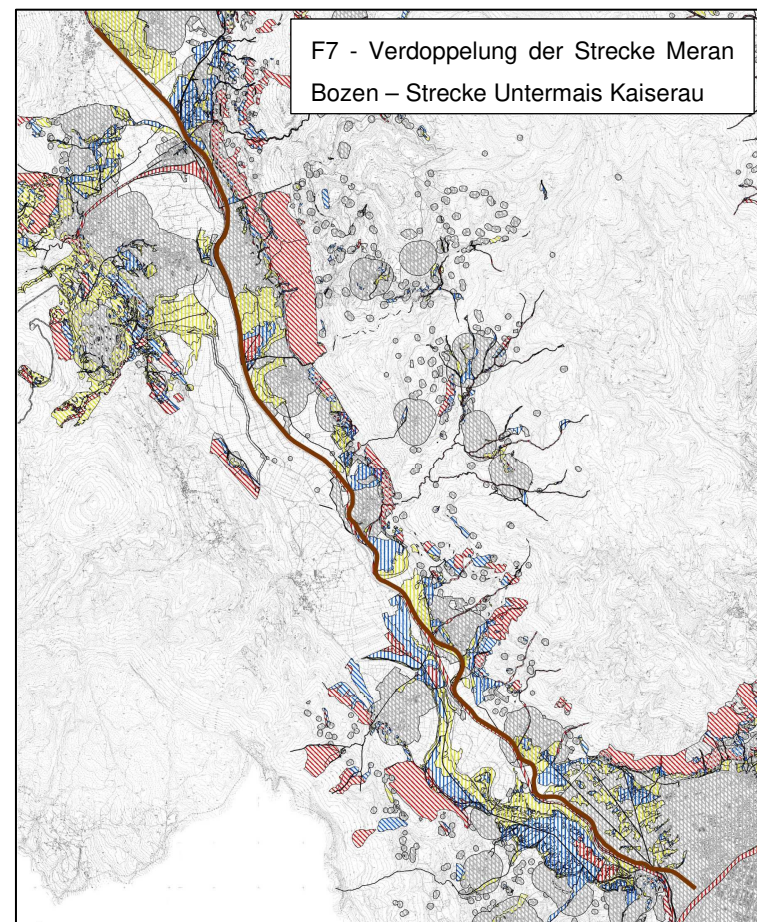 F7 - Verdoppelung der Strecke Meran
Bozen – Strecke Untermais Kaiserau